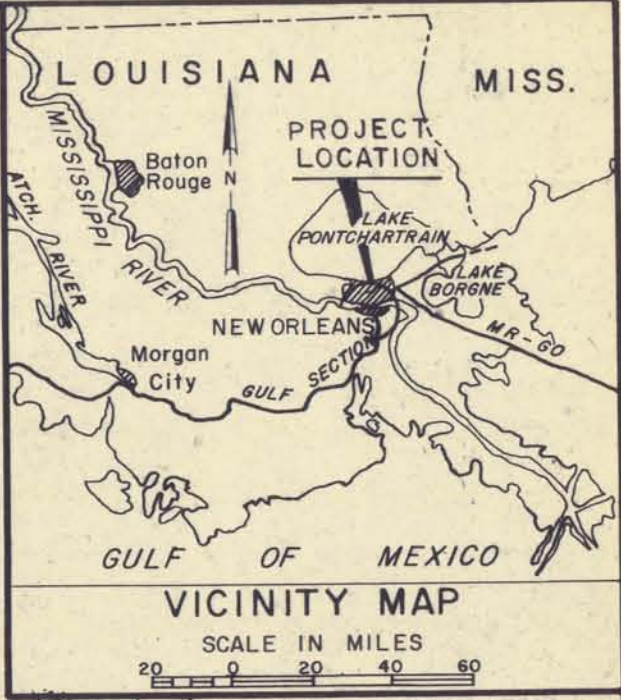 LOUISIANA
MISS.
PROJECT
LOCATION
MISSISSIPPI
RIVER
Baton
Rouge
N
ATCH.
RIVER
LAKE
PONTCHARTRAIN
LAKE
BORGNE
NEW ORLEANS
MR-GO
Morgan
City
GULF SECTION
GULF OF MEXICO
VICINITY MAP
SCALE IN MILES
20 0 20 40 60